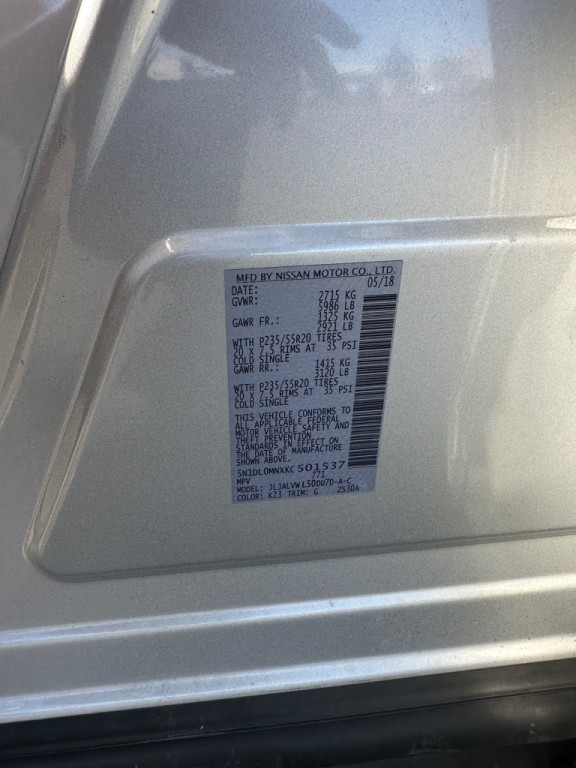 MFD BY NISSAN MOTOR CO., LTD.
DATE: 05/18
GVWR: 2715 KG
5986 LB
GAWR FR.: 1325 KG
2921 LB
WITH P235/55R20 TIRES
20 X 7.5 RIMS AT 35 PSI
COLD SINGLE
GAWR RR.: 1415 KG
3120 LB
WITH P235/55R20 TIRES
20 X 7.5 RIMS AT 35 PSI
COLD SINGLE
THIS VEHICLE CONFORMS TO
ALL APPLICABLE FEDERAL
MOTOR VEHICLE SAFETY AND
THEFT PREVENTION
STANDARDS IN EFFECT ON
THE DATE OF MANUFACTURE
SHOWN ABOVE.
5N1DL0MNXKC501537
MPV 771
MODEL: JLJALVWL50UU7D-A-C
COLOR: K23 TRIM: G 2S30A